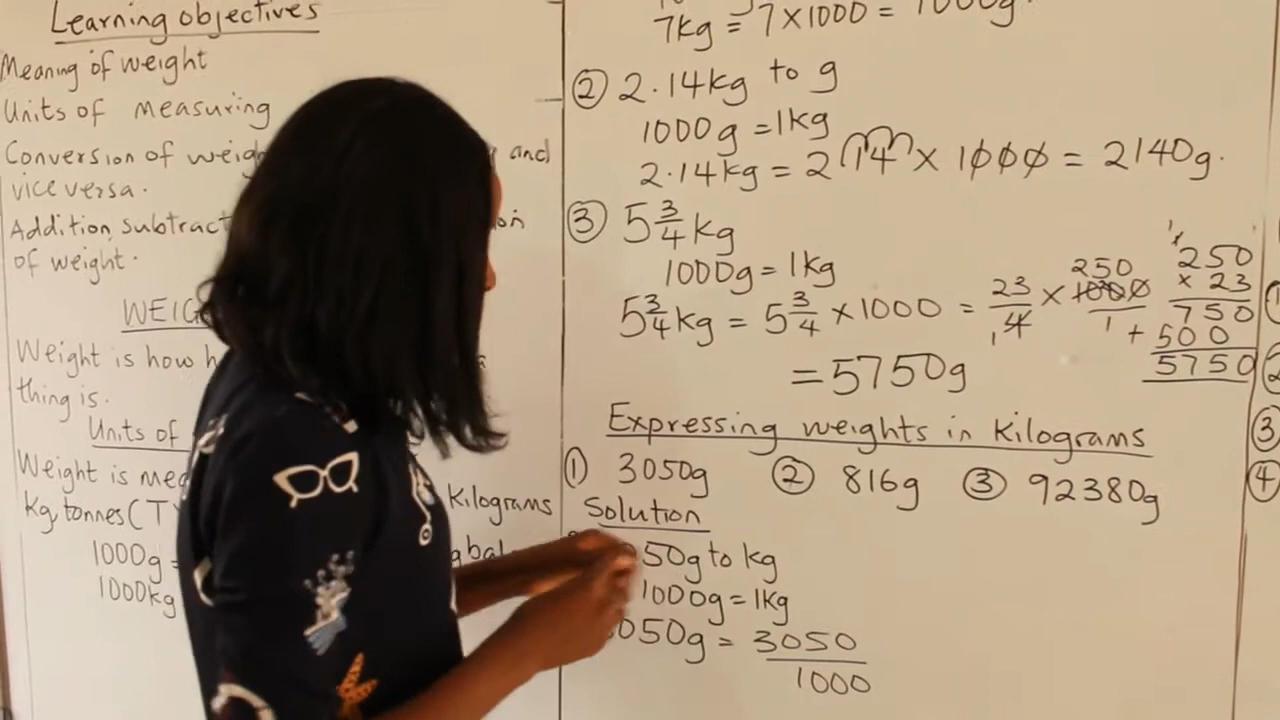 Learning objectives
Meaning of weight
Units of measuring
Conversion of and
vice versa.
Addition, subtract
of weight.
Weight is how
thing is.
Units of
Weight is Kilograms
kg, tonnes (T)
1000g =
1000kg
7kg = 7 × 1000 =
② 2.14kg to g
1000g = 1kg
2.14kg = 2 14 × 1000 = 2140g.
③ 5 3/4 kg
1000g = 1kg
5 3/4 kg = 5 3/4 × 1000 = 23/4 × 1000/1
250
1
= 5750g
250
× 23
750
+ 500
5750
Expressing weights in Kilograms
① 3050g ② 816g ③ 92380g
Solution
050g to kg
1000g = 1kg
050g = 3050
1000
③
④